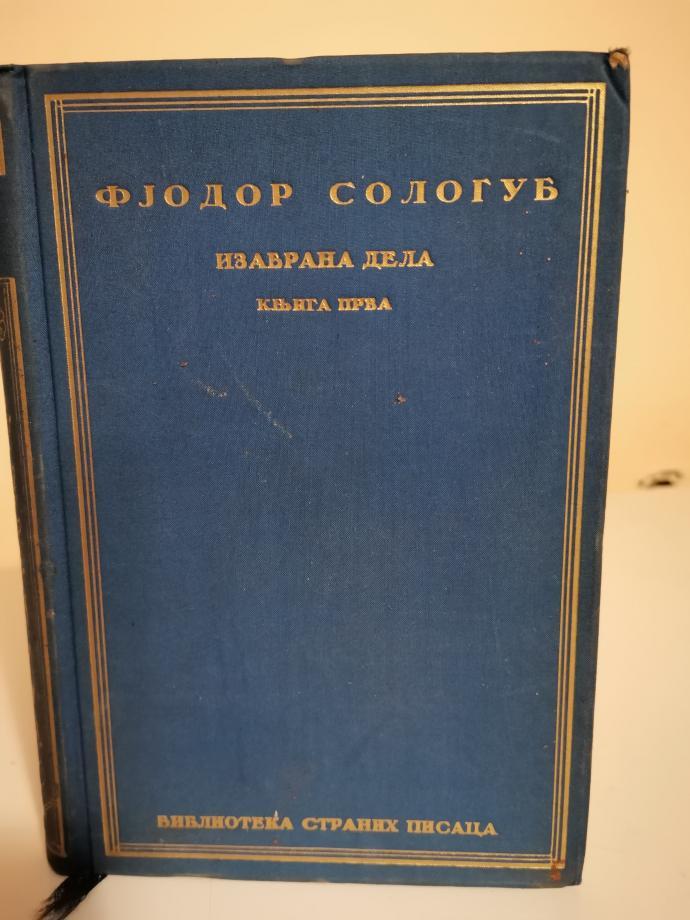 ФЈОДОР СОЛОГУБ
ИЗАБРАНА ДЕЛА
КЊИГА ПРВА
БИБЛИОТЕКА СТРАНИХ ПИСАЦА